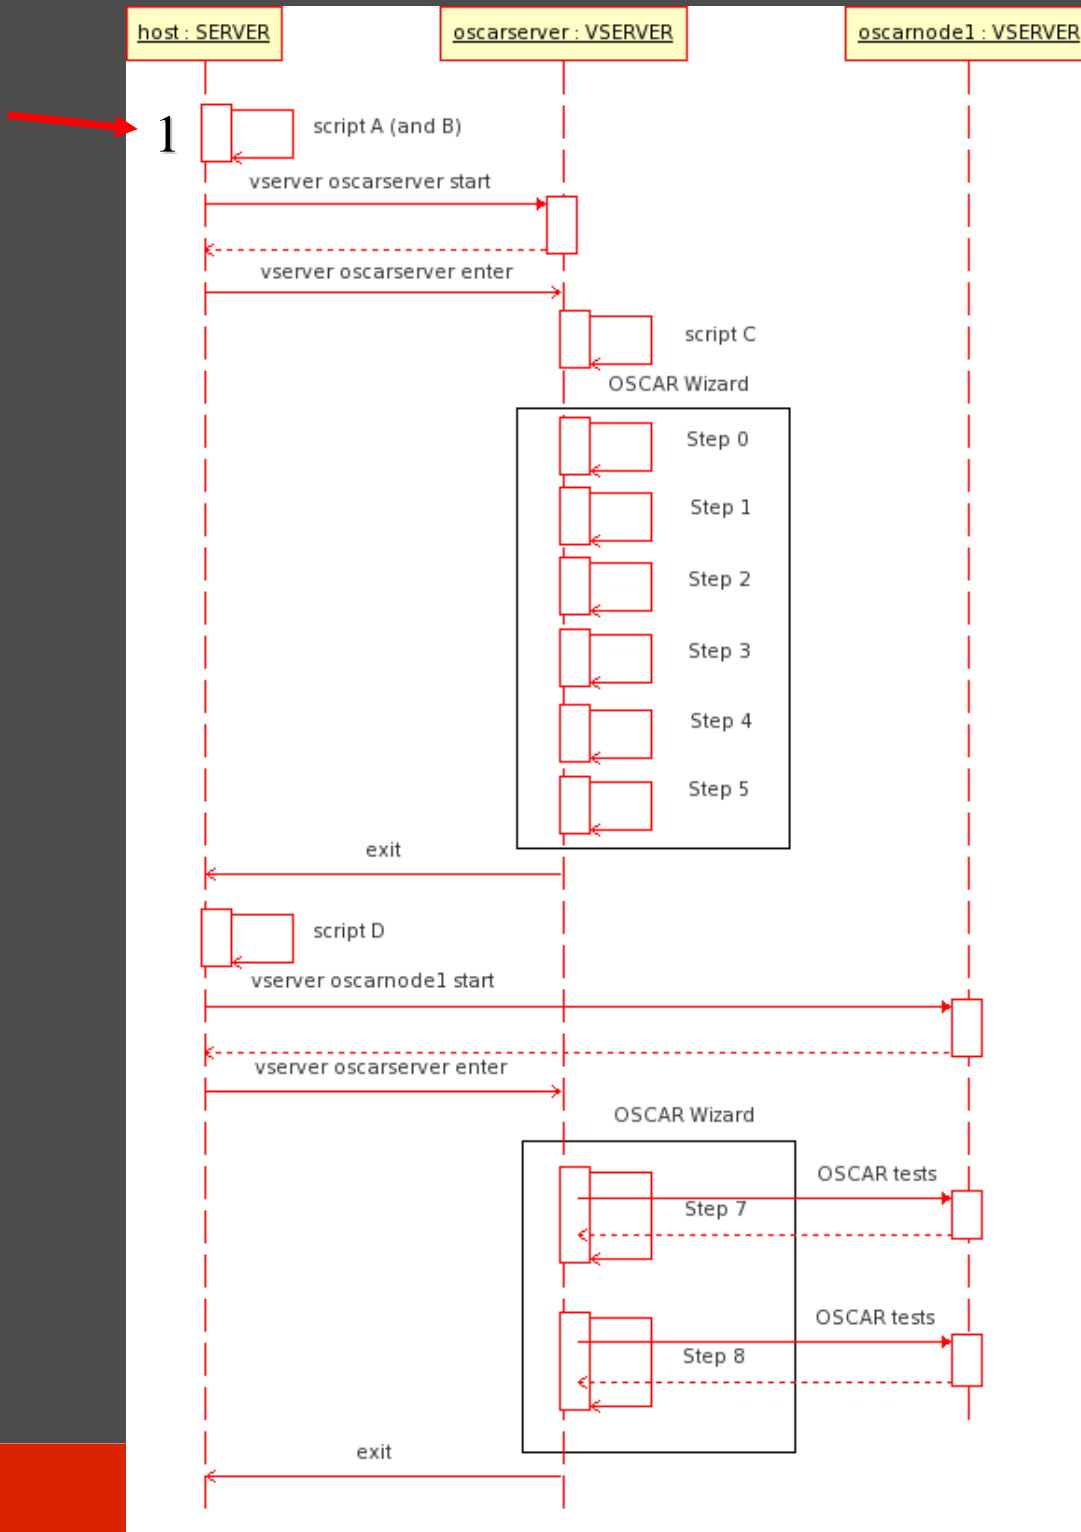 host : SERVER
oscarserver : VSERVER
oscarnode1 : VSERVER
1
script A (and B)
vserver oscarserver start
vserver oscarserver enter
script C
OSCAR Wizard
Step 0
Step 1
Step 2
Step 3
Step 4
Step 5
exit
script D
vserver oscarnode1 start
vserver oscarserver enter
OSCAR Wizard
OSCAR tests
Step 7
OSCAR tests
Step 8
exit